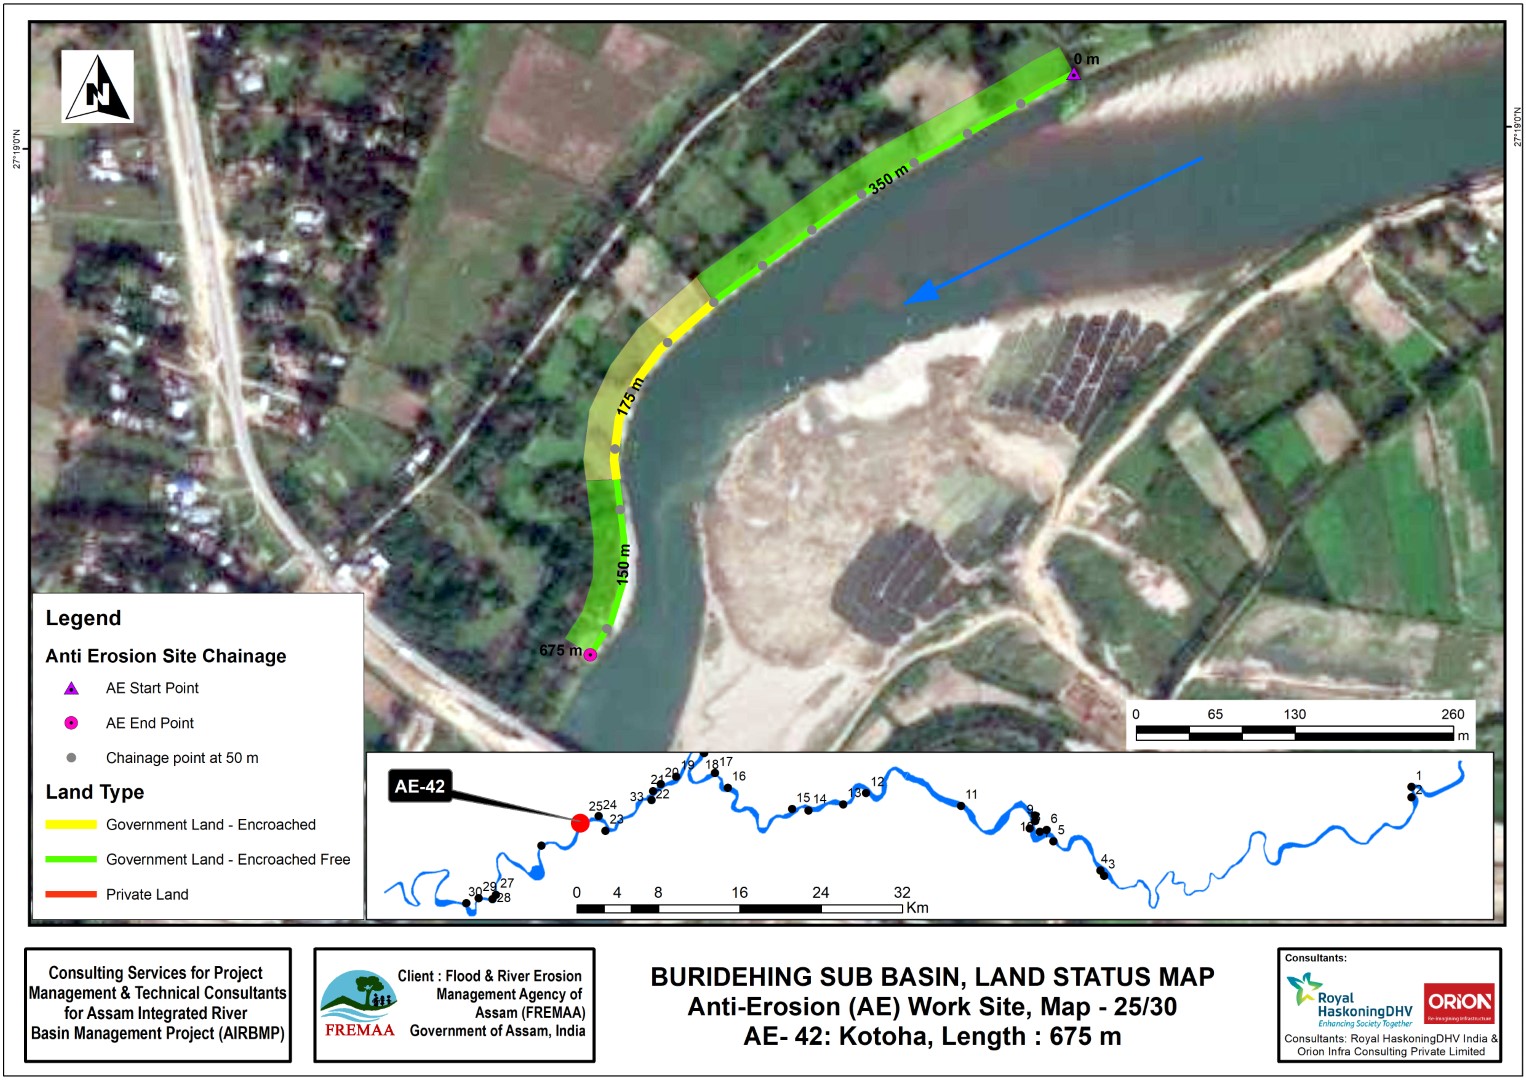 N
27°19'0"N
27°19'0"N
0 m
350 m
175 m
150 m
675 m
Legend
Anti Erosion Site Chainage
AE Start Point
AE End Point
Chainage point at 50 m
Land Type
Government Land - Encroached
Government Land - Encroached Free
Private Land
0 65 130 260
m
AE-42
1
2
3
4
5
6
9
11
12
13
14
15
16
17
18
19
20
21
22
33
23
24
25
27
28
29
30
0 4 8 16 24 32
Km
Consulting Services for Project
Management & Technical Consultants
for Assam Integrated River
Basin Management Project (AIRBMP)
FREMAA
Client : Flood & River Erosion
Management Agency of
Assam (FREMAA)
Government of Assam, India
BURIDEHING SUB BASIN, LAND STATUS MAP
Anti-Erosion (AE) Work Site, Map - 25/30
AE- 42: Kotoha, Length : 675 m
Consultants:
Royal
HaskoningDHV
Enhancing Society Together
ORION
Re-imagining Infrastructure
Consultants: Royal HaskoningDHV India &
Orion Infra Consulting Private Limited